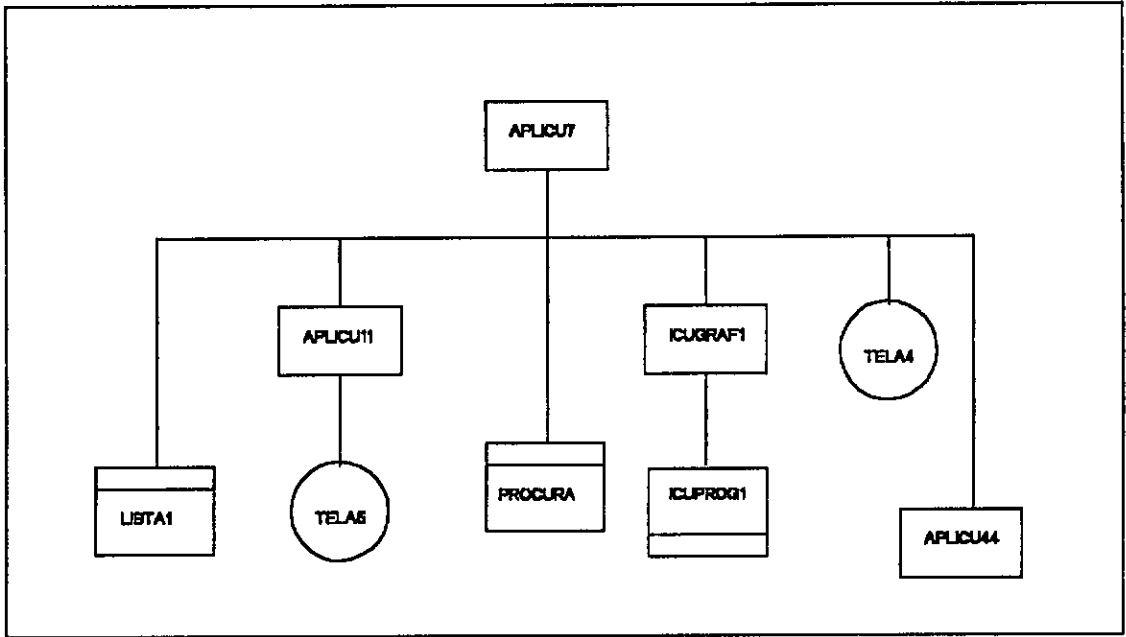 APLICU7
APLICU11
ICUGRAF1
TELA4
LISTA1
TELA5
PROCURA
ICUPROG1
APLICU44